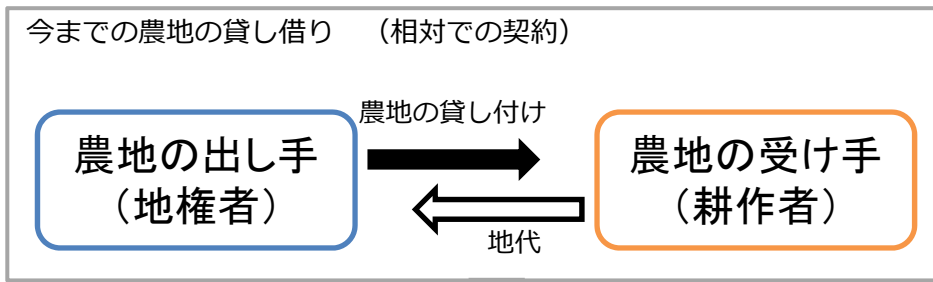 今までの農地の貸し借り　（相対での契約）
農地の貸し付け
農地の出し手
（地権者）
農地の受け手
（耕作者）
地代